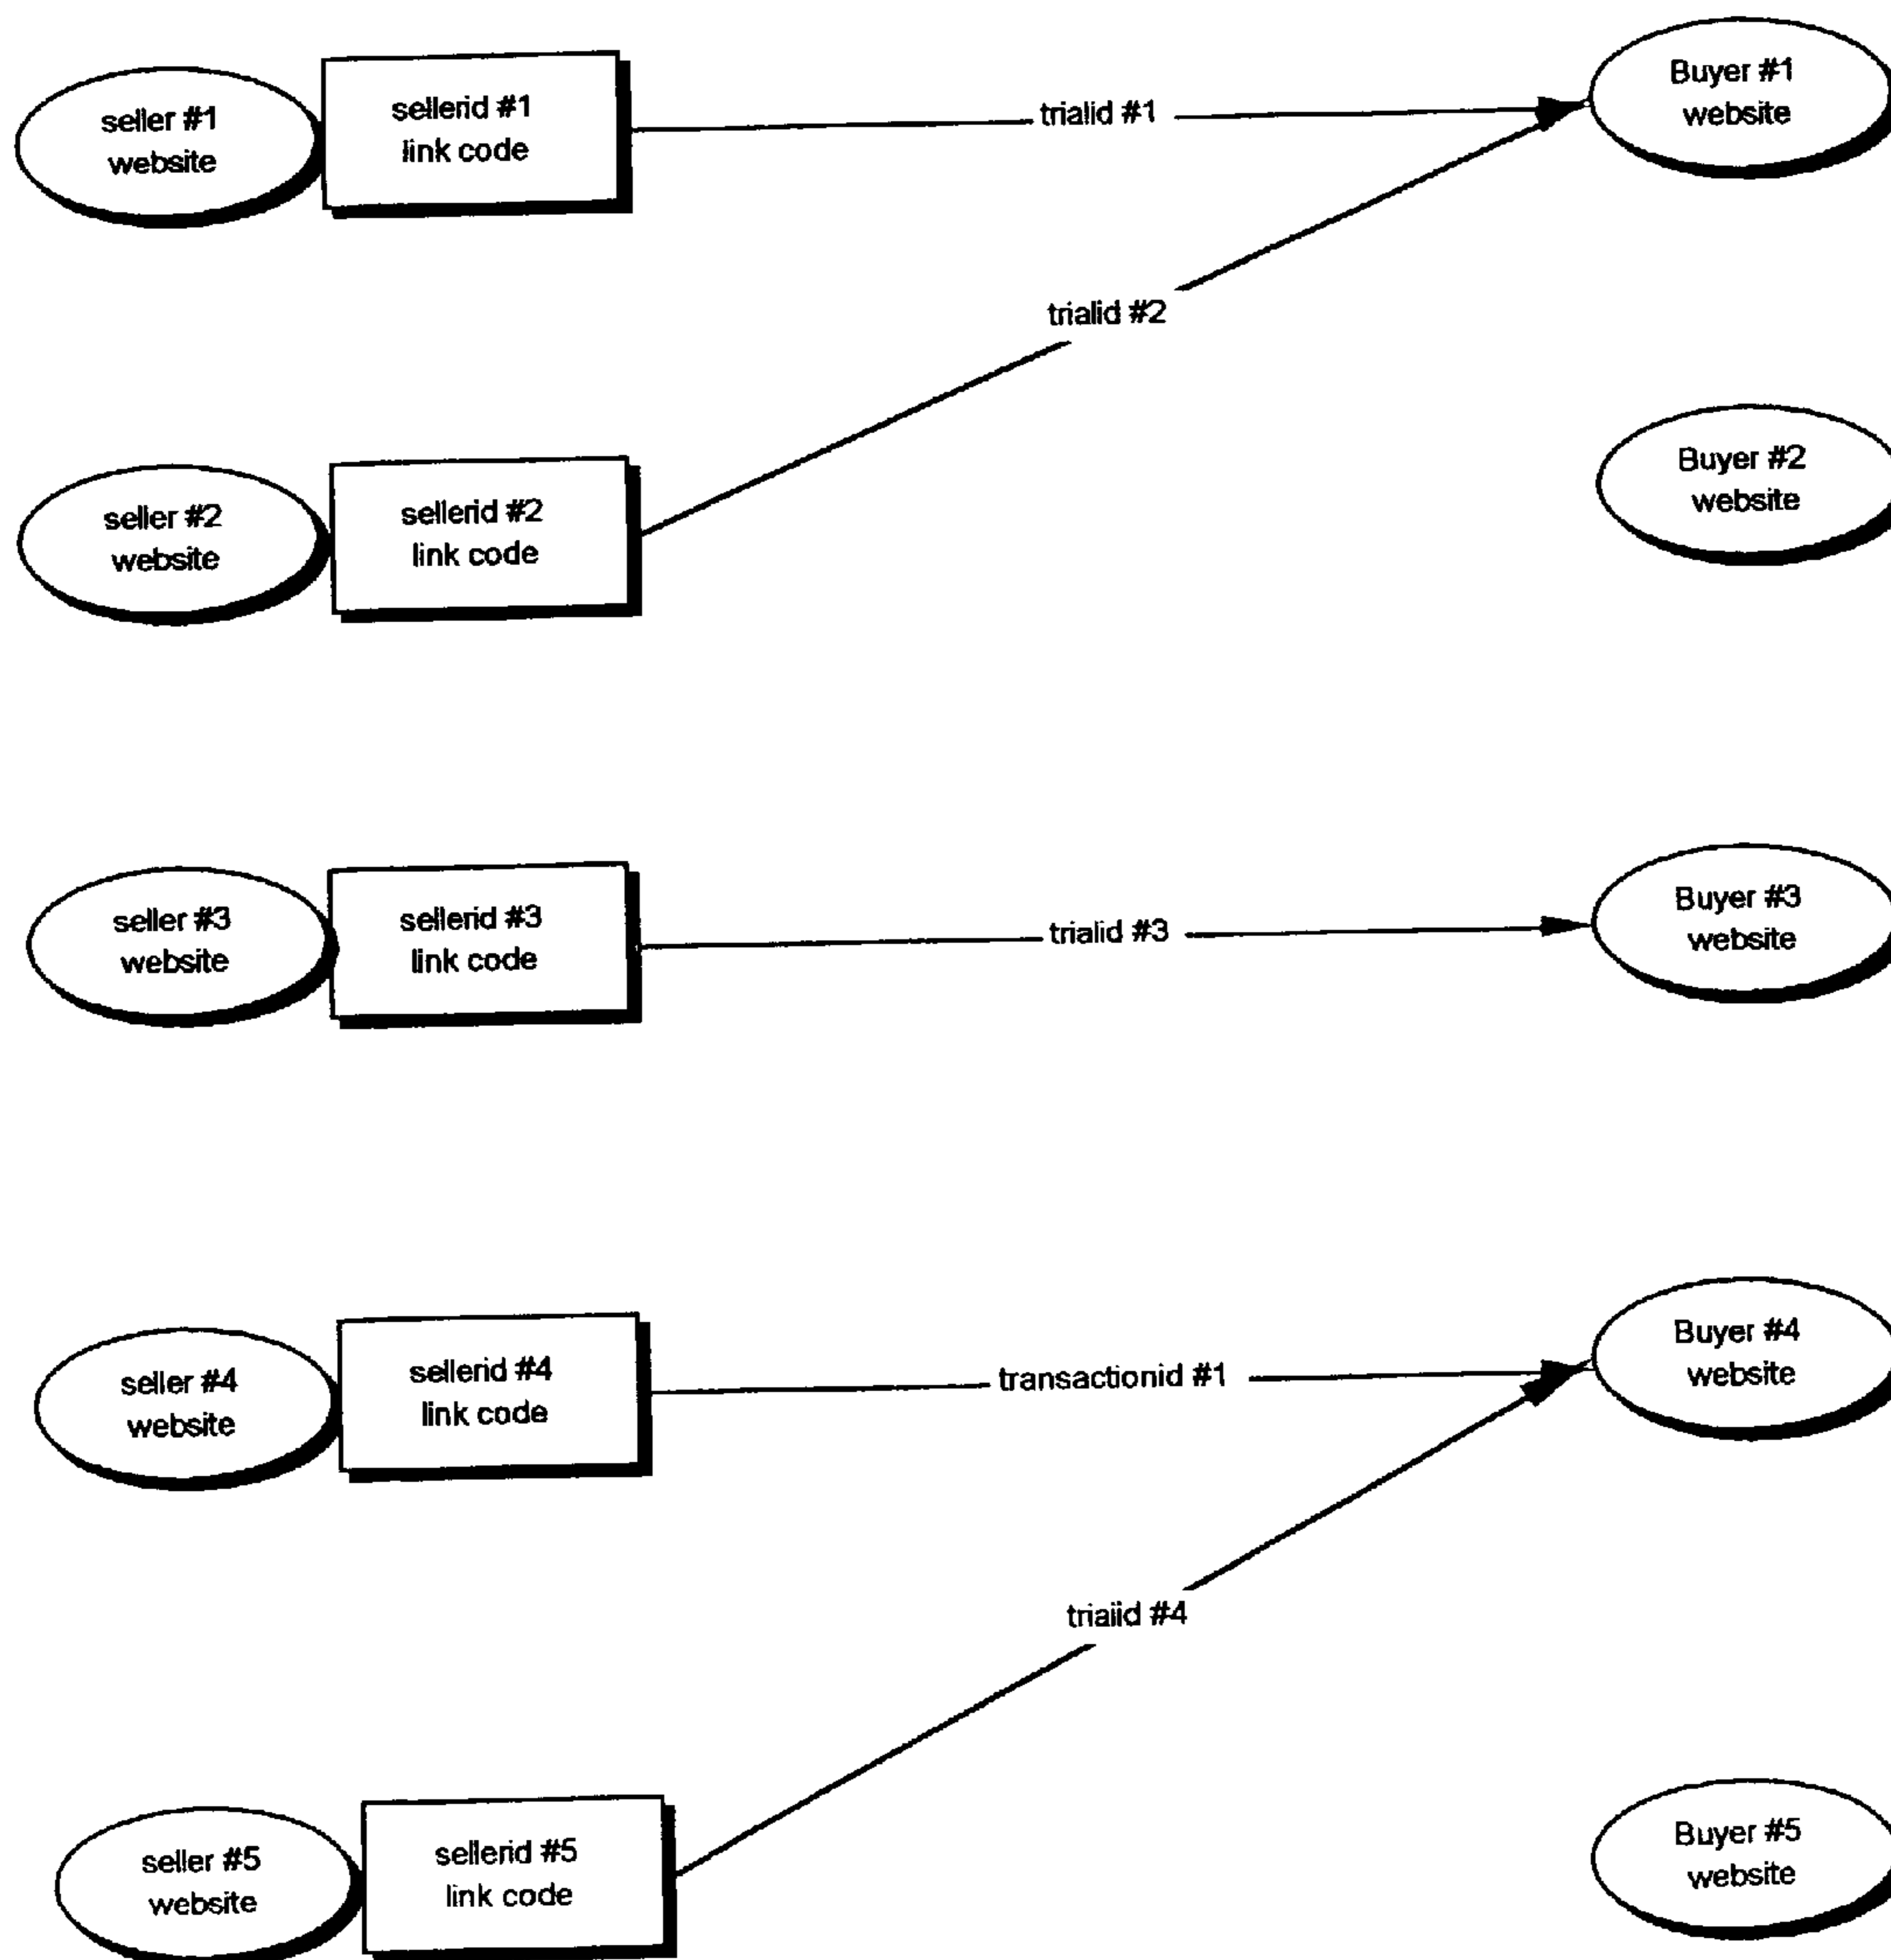 seller #1
website
sellerid #1
link code
trialid #1
Buyer #1
website
trialid #2
seller #2
website
sellerid #2
link code
Buyer #2
website
seller #3
website
sellerid #3
link code
trialid #3
Buyer #3
website
seller #4
website
sellerid #4
link code
transactionid #1
Buyer #4
website
trialid #4
seller #5
website
sellerid #5
link code
Buyer #5
website